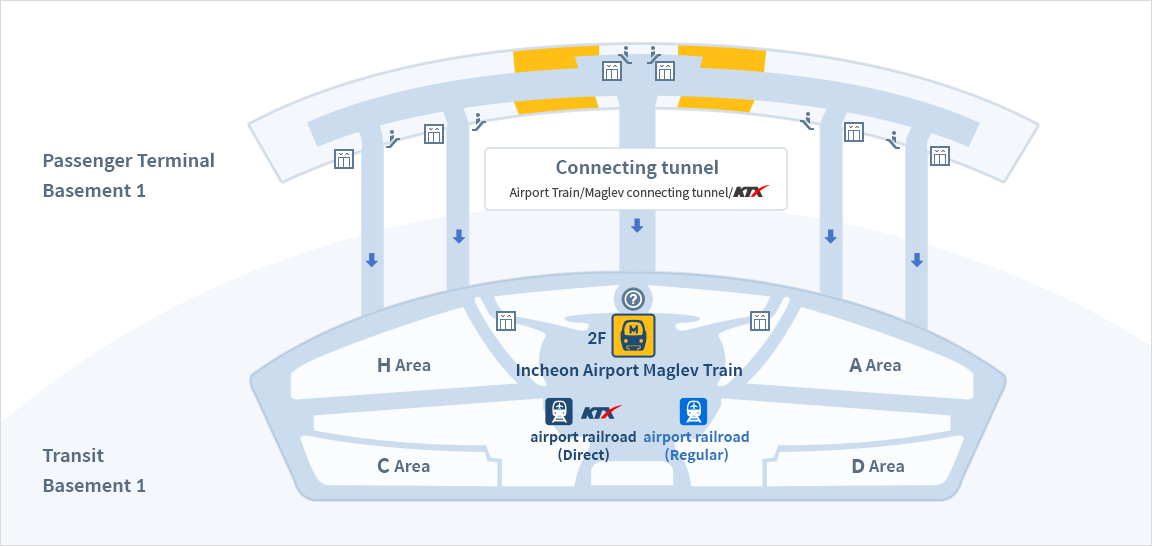 Passenger Terminal
Basement 1
Connecting tunnel
Airport Train/Maglev connecting tunnel/KTX
?
2F
M
Incheon Airport Maglev Train
H Area
A Area
KTX
airport railroad
(Direct)
airport railroad
(Regular)
C Area
D Area
Transit
Basement 1